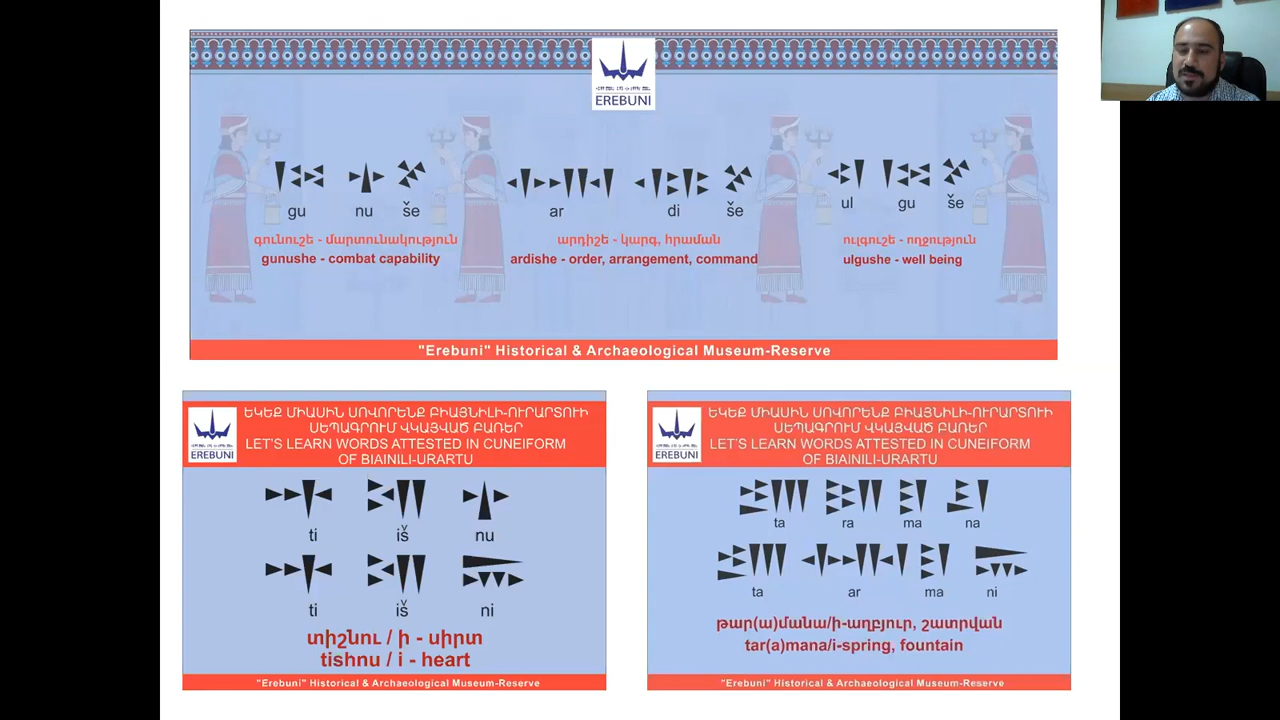 EREBUNI
gu nu še
ar di še
ul gu še
գունուշե - մարտունակություն
gunushe - combat capability
արդիշե - կարգ, հրաման
ardishe - order, arrangement, command
ուլգուշե - ողջություն
ulgushe - well being
"Erebuni" Historical & Archaeological Museum-Reserve
EREBUNI
ԵԿԵՔ ՄԻԱՍԻՆ ՍՈՎՈՐԵՆՔ ԲԻԱՅՆԻԼԻ-ՈՒՐԱՐՏՈՒԻ
ՍԵՊԱԳՐՈՒՄ ՎԿԱՅՎԱԾ ԲԱՌԵՐ
LET'S LEARN WORDS ATTESTED IN CUNEIFORM
OF BIAINILI-URARTU
ti iš nu
ti iš ni
տիշնու / ի - սիրտ
tishnu / i - heart
"Erebuni" Historical & Archaeological Museum-Reserve
EREBUNI
ԵԿԵՔ ՄԻԱՍԻՆ ՍՈՎՈՐԵՆՔ ԲԻԱՅՆԻԼԻ-ՈՒՐԱՐՏՈՒԻ
ՍԵՊԱԳՐՈՒՄ ՎԿԱՅՎԱԾ ԲԱՌԵՐ
LET'S LEARN WORDS ATTESTED IN CUNEIFORM
OF BIAINILI-URARTU
ta ra ma na
ta ar ma ni
թար(ա)մանա/ի-աղբյուր, շատրվան
tar(a)mana/i-spring, fountain
"Erebuni" Historical & Archaeological Museum-Reserve